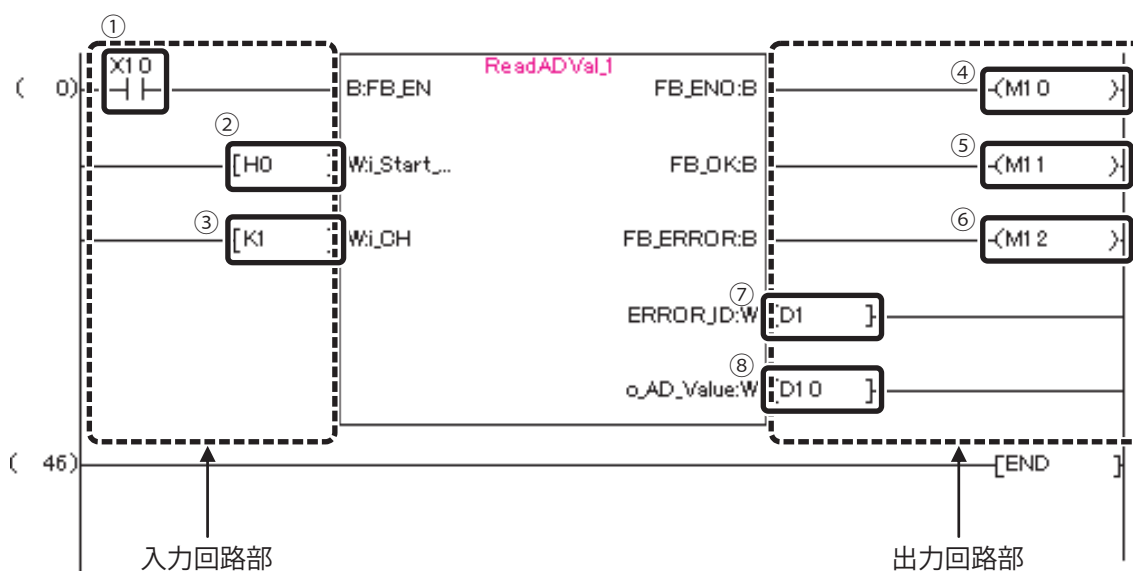 ①
X10
ReadADVal_1
( 0)
B:FB_EN
FB_ENO:B
④
(M10 )
②
[H0 ]
W:i_Start_...
FB_OK:B
⑤
(M11 )
③
[K1 ]
W:i_CH
FB_ERROR:B
⑥
(M12 )
⑦
ERROR_ID:W
[D1 ]
⑧
o_AD_Value:W
[D10 ]
( 46)
[END ]
入力回路部
出力回路部